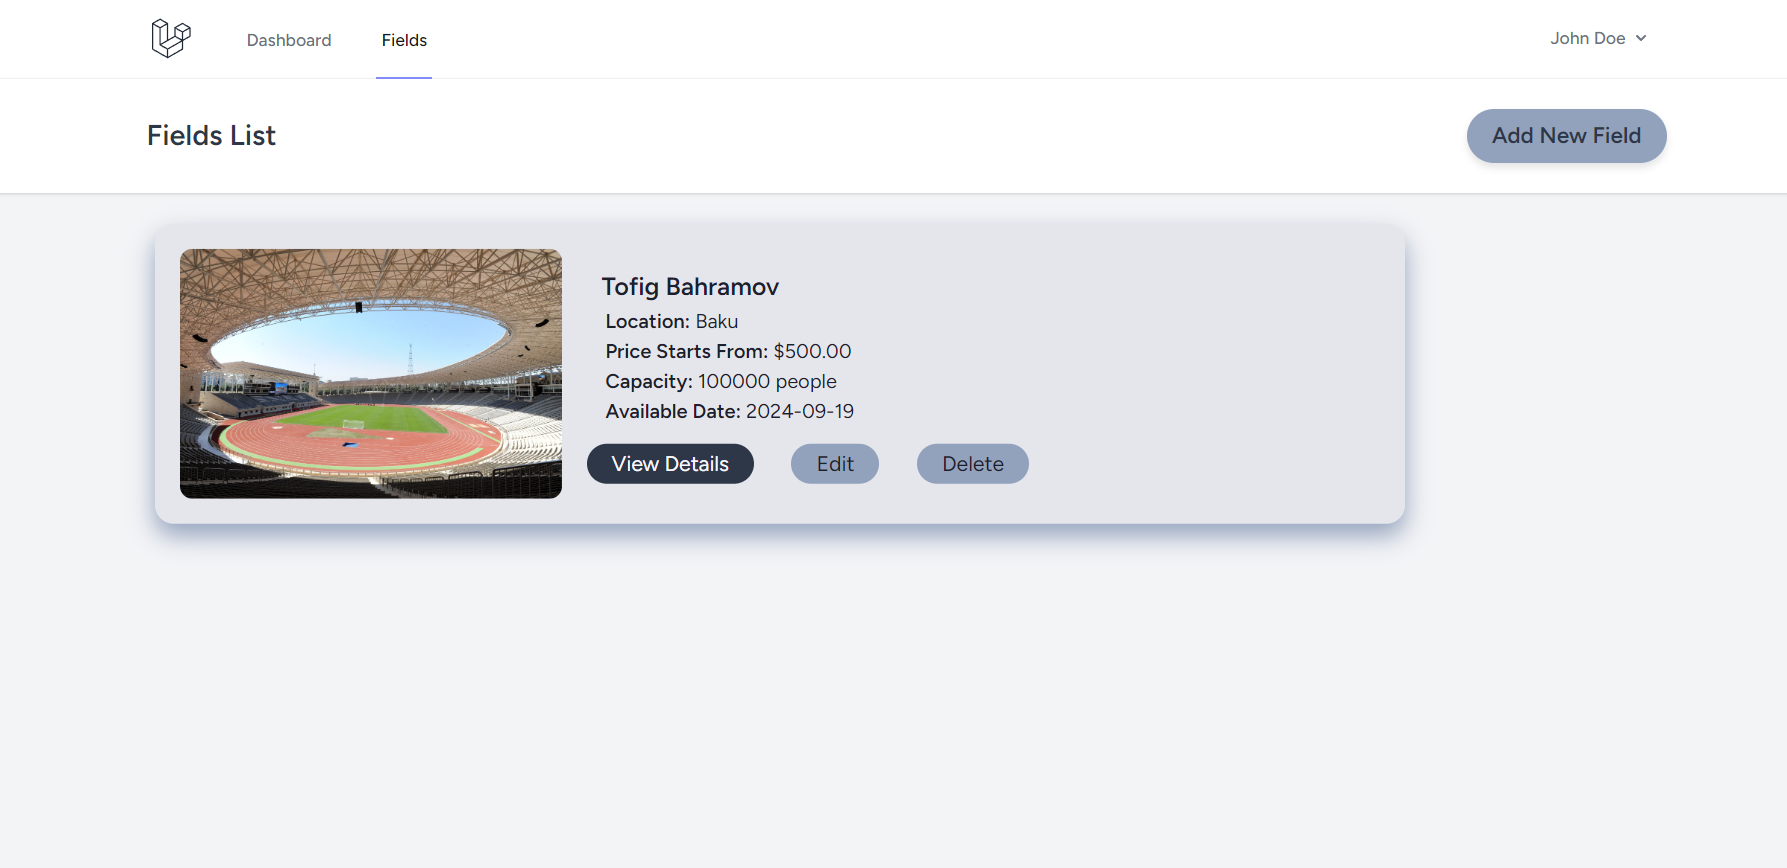 Dashboard
Fields
John Doe
Fields List
Add New Field
Tofig Bahramov
Location: Baku
Price Starts From: $500.00
Capacity: 100000 people
Available Date: 2024-09-19
View Details
Edit
Delete